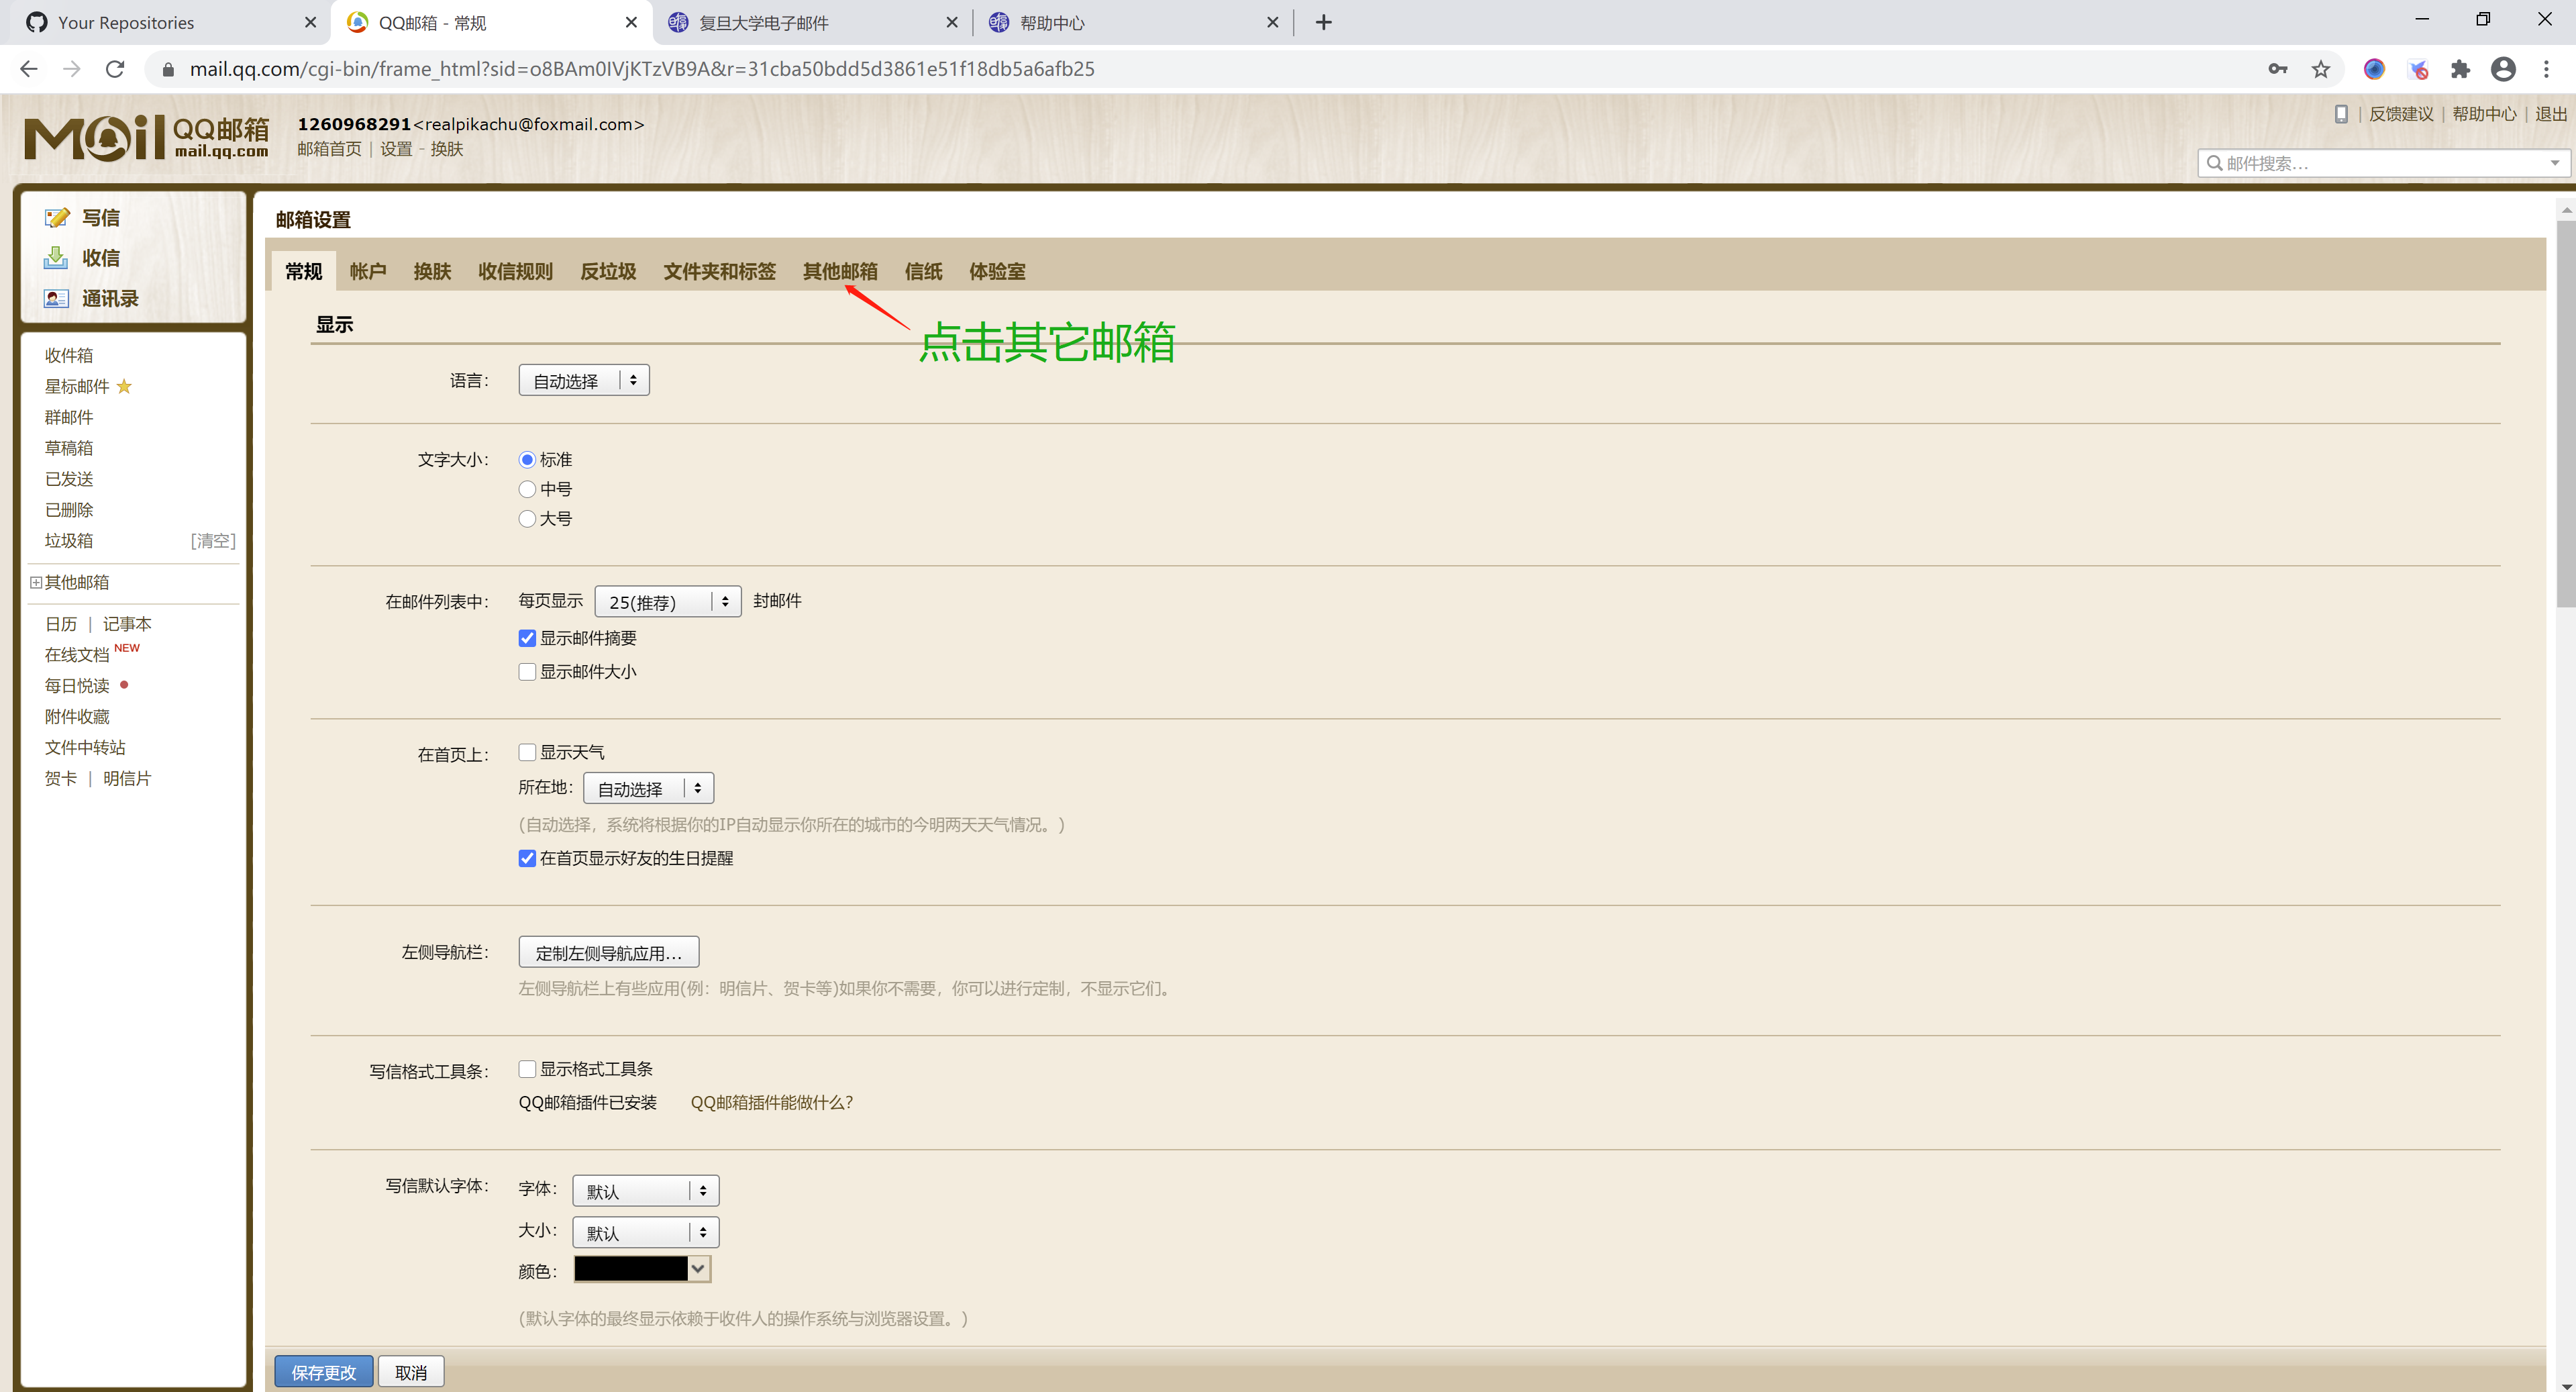 Your Repositories
QQ邮箱 - 常规
复旦大学电子邮件
帮助中心
mail.qq.com/cgi-bin/frame_html?sid=o8BAm0IVjKTzVB9A&r=31cba50bdd5d3861e51f18db5a6afb25
Mail QQ邮箱
mail.qq.com
1260968291<realpikachu@foxmail.com>
邮箱首页 | 设置 - 换肤
反馈建议 | 帮助中心 | 退出
邮件搜索...
写信
收信
通讯录
收件箱
星标邮件
群邮件
草稿箱
已发送
已删除
垃圾箱 [清空]
其他邮箱
日历 | 记事本
在线文档 NEW
每日悦读
附件收藏
文件中转站
贺卡 | 明信片
邮箱设置
常规 帐户 换肤 收信规则 反垃圾 文件夹和标签 其他邮箱 信纸 体验室
显示
点击其它邮箱
语言: 自动选择
文字大小: 标准
中号
大号
在邮件列表中: 每页显示 25(推荐) 封邮件
显示邮件摘要
显示邮件大小
在首页上: 显示天气
所在地: 自动选择
(自动选择，系统将根据你的IP自动显示你所在的城市的今明两天天气情况。)
在首页显示好友的生日提醒
左侧导航栏: 定制左侧导航应用...
左侧导航栏上有些应用(例：明信片、贺卡等)如果你不需要，你可以进行定制，不显示它们。
写信格式工具条: 显示格式工具条
QQ邮箱插件已安装 QQ邮箱插件能做什么?
写信默认字体: 字体: 默认
大小: 默认
颜色:
(默认字体的最终显示依赖于收件人的操作系统与浏览器设置。)
保存更改 取消